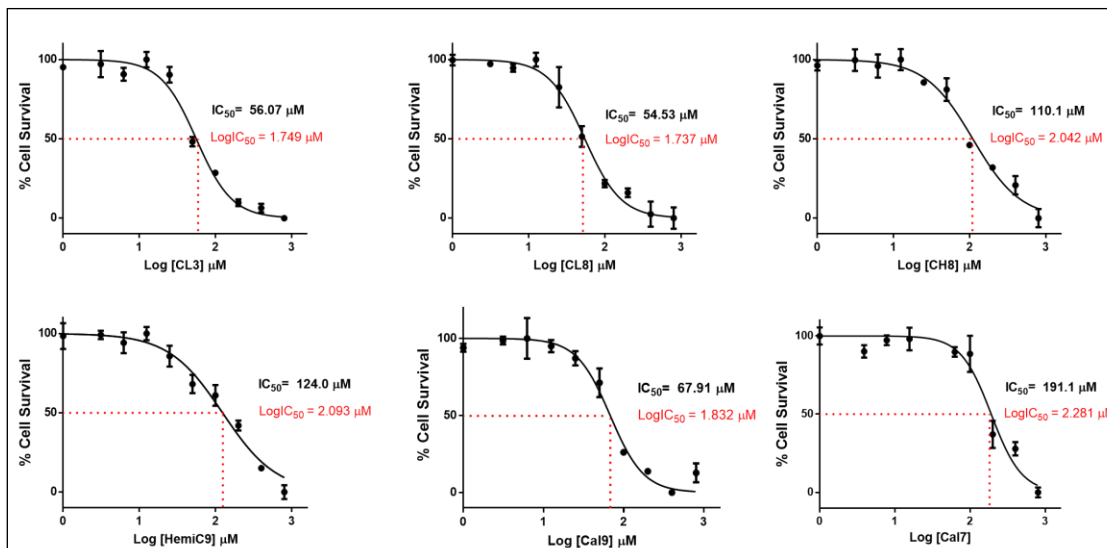 % Cell Survival
100
50
0
IC50= 56.07 μM
LogIC50 = 1.749 μM
0 1 2 3
Log [CL3] μM
% Cell Survival
100
50
0
IC50= 54.53 μM
LogIC50 = 1.737 μM
0 1 2 3
Log [CL8] μM
% Cell Survival
100
50
0
IC50= 110.1 μM
LogIC50 = 2.042 μM
0 1 2 3
Log [CH8] μM
% Cell Survival
100
50
0
IC50= 124.0 μM
LogIC50 = 2.093 μM
0 1 2 3
Log [HemiC9] μM
% Cell Survival
100
50
0
IC50= 67.91 μM
LogIC50 = 1.832 μM
0 1 2 3
Log [Cal9] μM
% Cell Survival
100
50
0
IC50= 191.1 μM
LogIC50 = 2.281 μM
0 1 2 3
Log [Cal7] μM